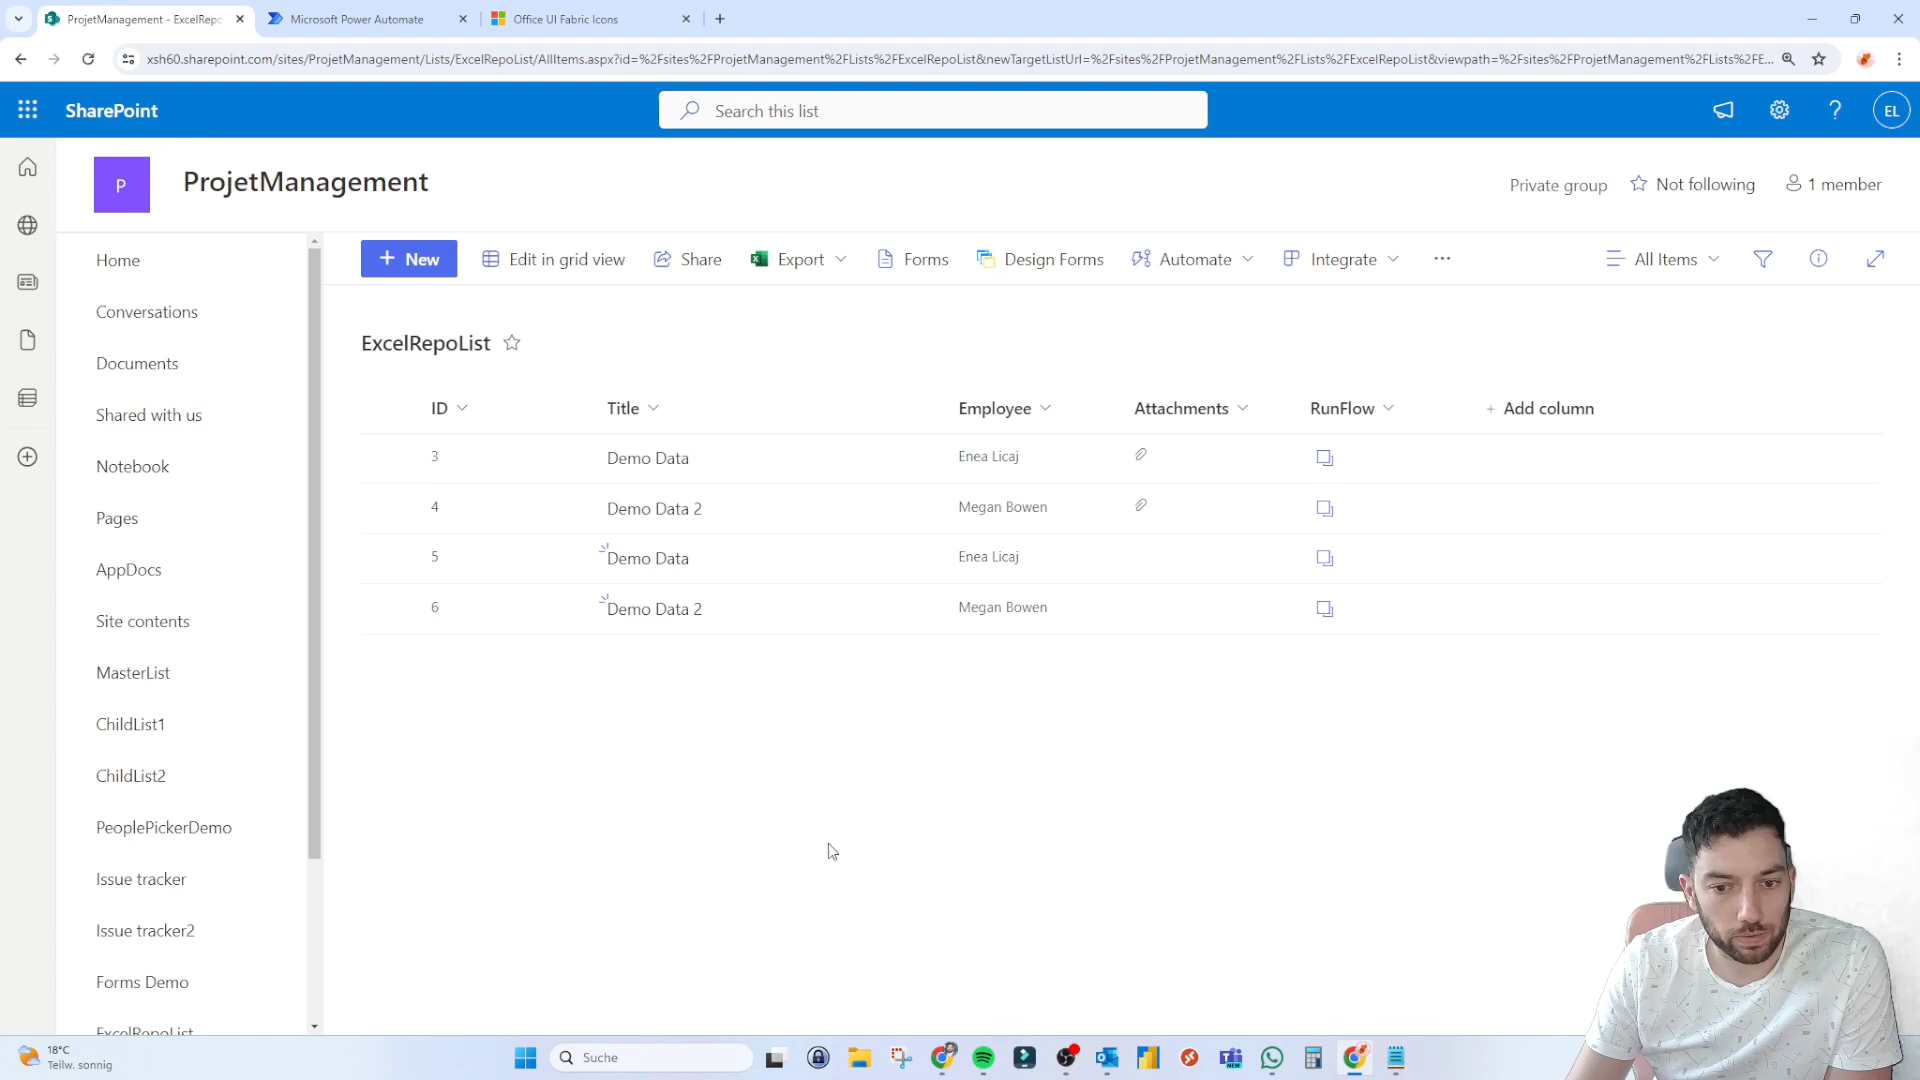 ProjetManagement - ExcelRepo
Microsoft Power Automate
Office UI Fabric Icons
xsh60.sharepoint.com/sites/ProjetManagement/Lists/ExcelRepoList/AllItems.aspx?id=%2Fsites%2FProjetManagement%2FLists%2FExcelRepoList&newTargetListUrl=%2Fsites%2FProjetManagement%2FLists%2FExcelRepoList&viewpath=%2Fsites%2FProjetManagement%2FLists%2FE...
SharePoint
Search this list
EL
P
ProjetManagement
Private group
Not following
1 member
Home
Conversations
Documents
Shared with us
Notebook
Pages
AppDocs
Site contents
MasterList
ChildList1
ChildList2
PeoplePickerDemo
Issue tracker
Issue tracker2
Forms Demo
ExcelRepoList
New
Edit in grid view
Share
Export
Forms
Design Forms
Automate
Integrate
All Items
ExcelRepoList
ID Title Employee Attachments RunFlow + Add column
3 Demo Data Enea Licaj
4 Demo Data 2 Megan Bowen
5 Demo Data Enea Licaj
6 Demo Data 2 Megan Bowen
18°C
Teilw. sonnig
Suche
NEW